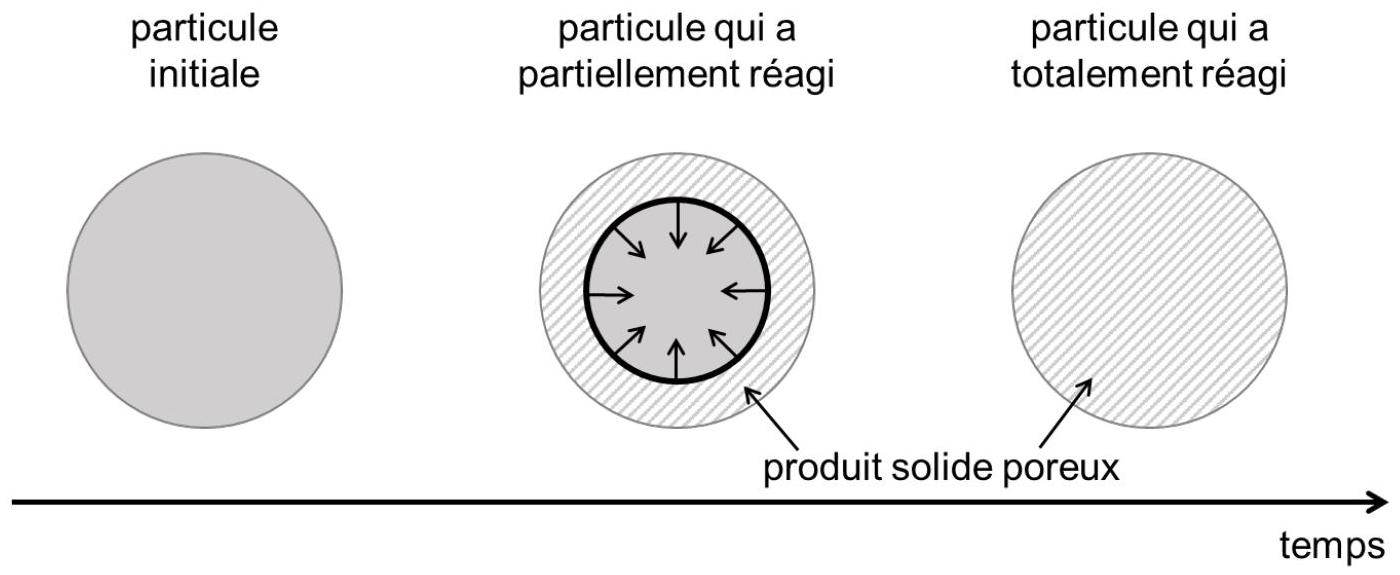 particule
initiale
particule qui a
partiellement réagi
particule qui a
totalement réagi
produit solide poreux
temps